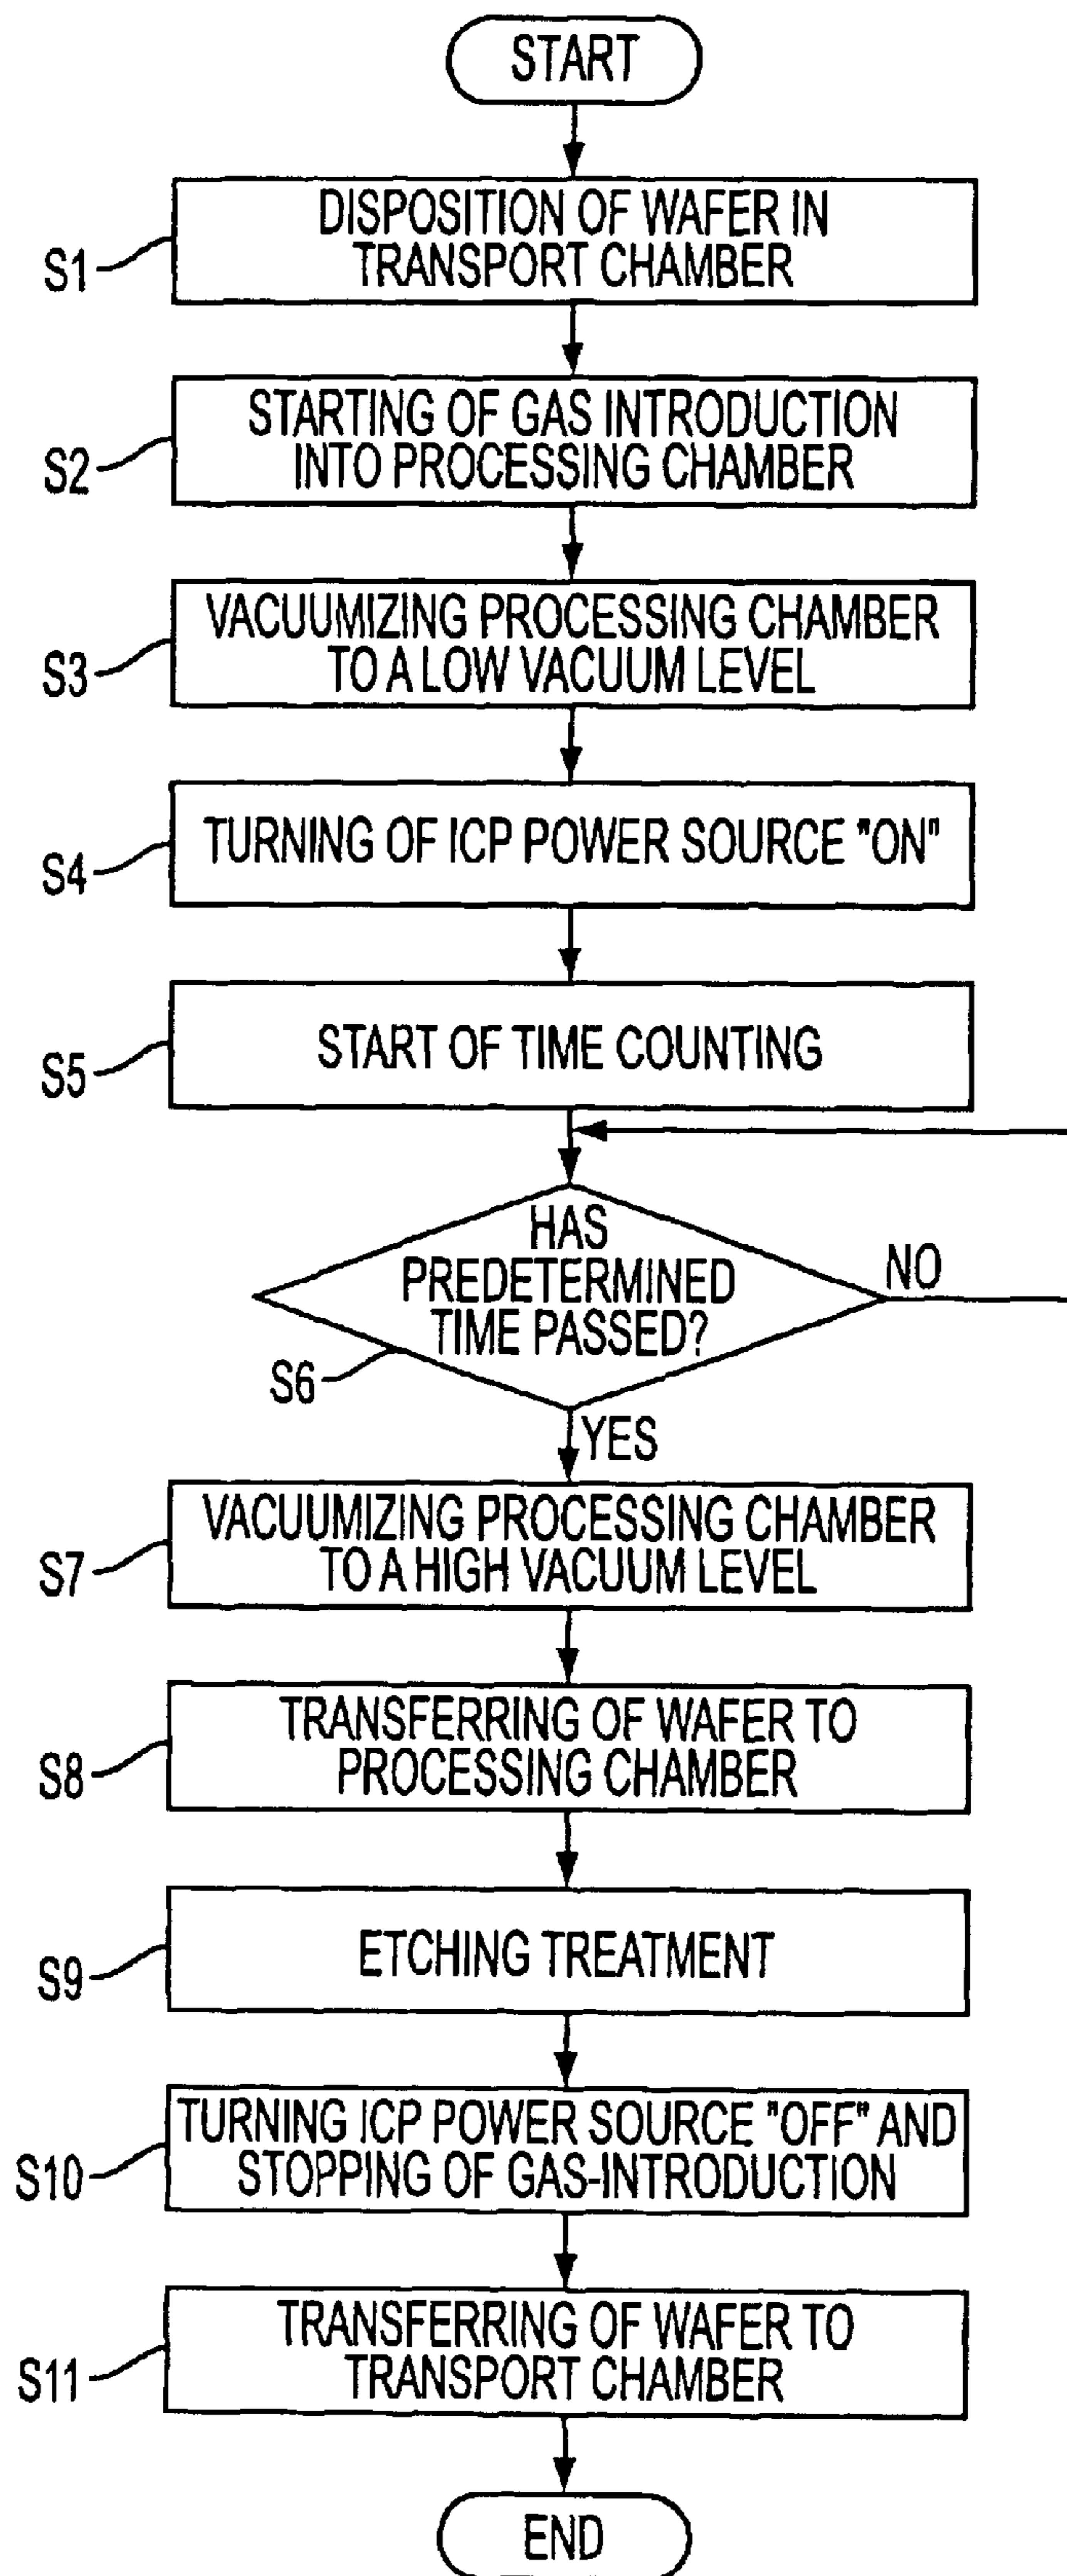 START
S1
DISPOSITION OF WAFER IN
TRANSPORT CHAMBER
S2
STARTING OF GAS INTRODUCTION
INTO PROCESSING CHAMBER
S3
VACUUMIZING PROCESSING CHAMBER
TO A LOW VACUUM LEVEL
S4
TURNING OF ICP POWER SOURCE "ON"
S5
START OF TIME COUNTING
HAS
PREDETERMINED
TIME PASSED?
NO
S6
YES
S7
VACUUMIZING PROCESSING CHAMBER
TO A HIGH VACUUM LEVEL
S8
TRANSFERRING OF WAFER TO
PROCESSING CHAMBER
S9
ETCHING TREATMENT
S10
TURNING ICP POWER SOURCE "OFF" AND
STOPPING OF GAS-INTRODUCTION
S11
TRANSFERRING OF WAFER TO
TRANSPORT CHAMBER
END